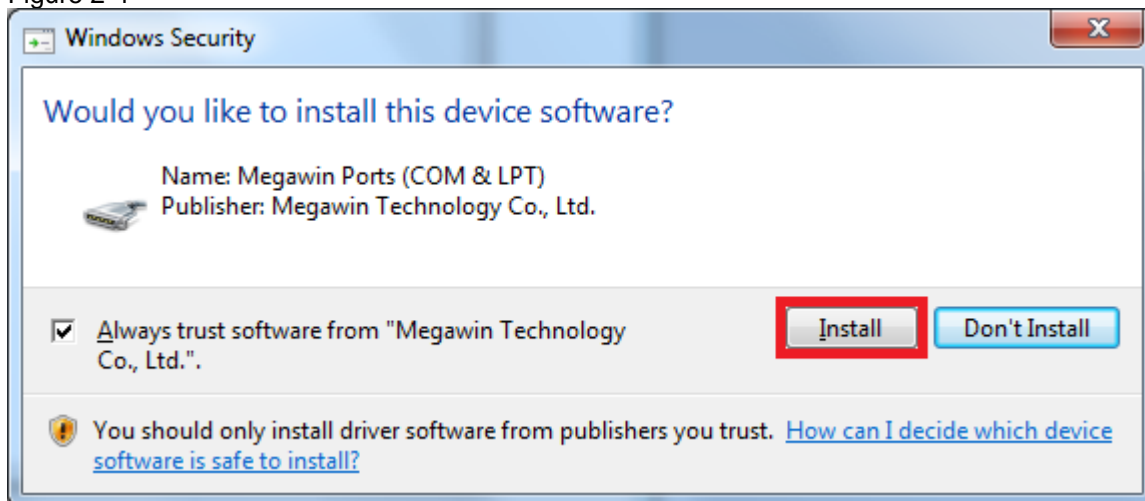 Windows Security
Would you like to install this device software?
Name: Megawin Ports (COM & LPT)
Publisher: Megawin Technology Co., Ltd.
Always trust software from "Megawin Technology
Co., Ltd.".
Install
Don't Install
You should only install driver software from publishers you trust. How can I decide which device
software is safe to install?